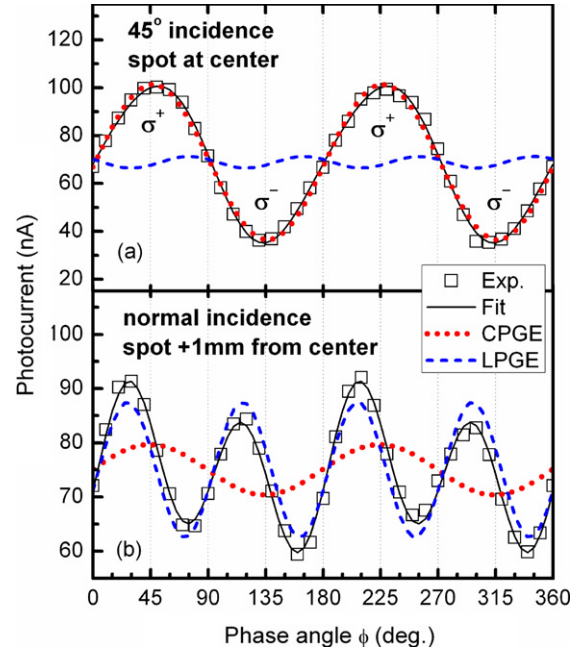 45° incidence
spot at center
120
100
80
60
40
20
σ⁺
σ⁺
σ⁻
σ⁻
(a)
Photocurrent (nA)
Exp.
Fit
CPGE
LPGE
normal incidence
spot +1mm from center
100
90
80
70
60
(b)
0 45 90 135 180 225 270 315 360
Phase angle ϕ (deg.)